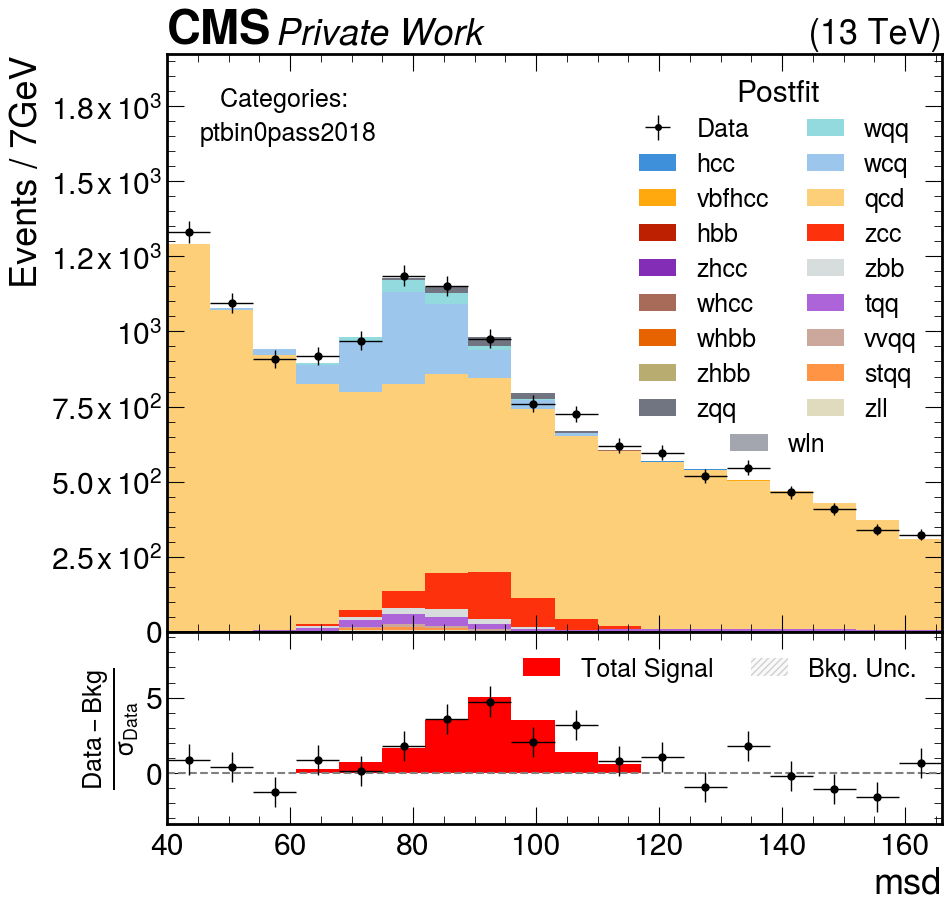 CMS Private Work (13 TeV)
Events / 7GeV
1.8 x 10³
1.5 x 10³
1.2 x 10³
10³
7.5 x 10²
5.0 x 10²
2.5 x 10²
0
Categories:
ptbin0pass2018
Postfit
Data
hcc
vbfhcc
hbb
zhcc
whcc
whbb
zhbb
zqq
wqq
wcq
qcd
zcc
zbb
tqq
vvqq
stqq
zll
wln
Data – Bkg
σData
5
0
Total Signal
Bkg. Unc.
40 60 80 100 120 140 160
msd